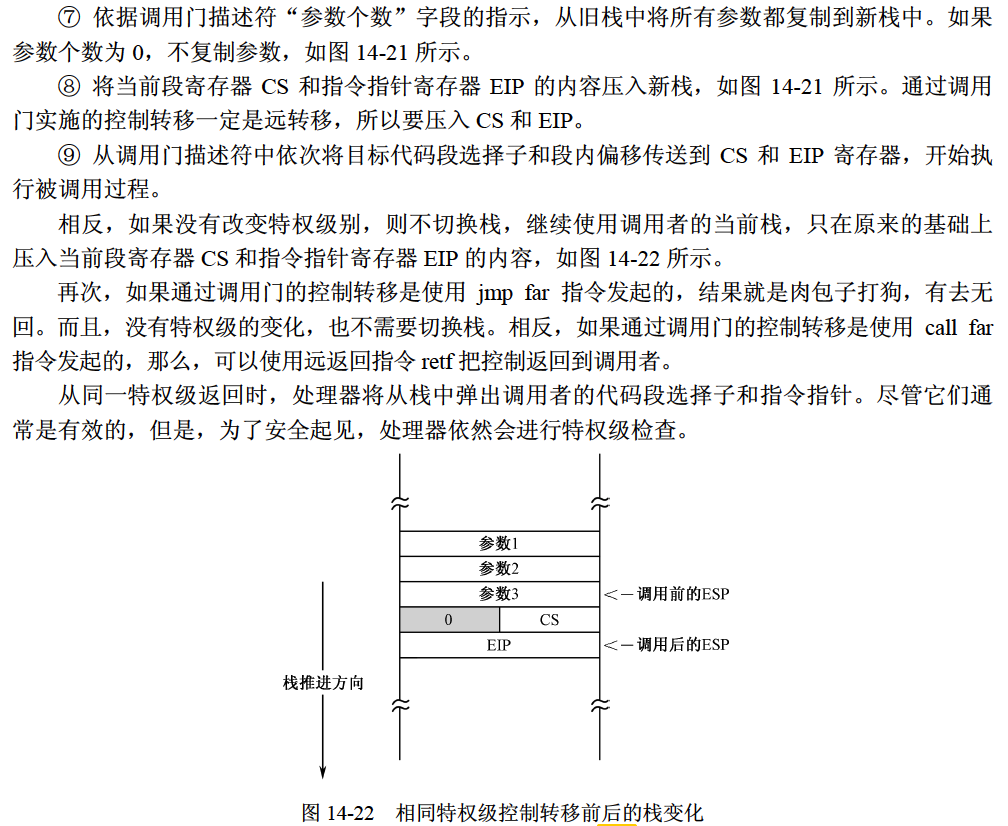 ⑦ 依据调用门描述符“参数个数”字段的指示，从旧栈中将所有参数都复制到新栈中。如果
参数个数为 0，不复制参数，如图 14-21 所示。
⑧ 将当前段寄存器 CS 和指令指针寄存器 EIP 的内容压入新栈，如图 14-21 所示。通过调用
门实施的控制转移一定是远转移，所以要压入 CS 和 EIP。
⑨ 从调用门描述符中依次将目标代码段选择子和段内偏移传送到 CS 和 EIP 寄存器，开始执
行被调用过程。
相反，如果没有改变特权级别，则不切换栈，继续使用调用者的当前栈，只在原来的基础上
压入当前段寄存器 CS 和指令指针寄存器 EIP 的内容，如图 14-22 所示。
再次，如果通过调用门的控制转移是使用 jmp far 指令发起的，结果就是肉包子打狗，有去无
回。而且，没有特权级的变化，也不需要切换栈。相反，如果通过调用门的控制转移是使用 call far
指令发起的，那么，可以使用远返回指令 retf 把控制返回到调用者。
从同一特权级返回时，处理器将从栈中弹出调用者的代码段选择子和指令指针。尽管它们通
常是有效的，但是，为了安全起见，处理器依然会进行特权级检查。
参数1
参数2
参数3
调用前的ESP
0
CS
EIP
调用后的ESP
栈推进方向
图 14-22 相同特权级控制转移前后的栈变化